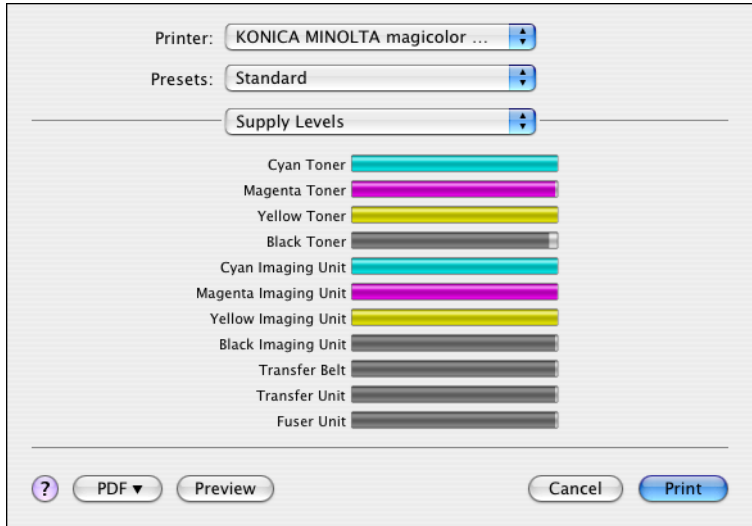 Printer: KONICA MINOLTA magicolor ...
Presets: Standard
Supply Levels
Cyan Toner
Magenta Toner
Yellow Toner
Black Toner
Cyan Imaging Unit
Magenta Imaging Unit
Yellow Imaging Unit
Black Imaging Unit
Transfer Belt
Transfer Unit
Fuser Unit
? PDF ▼ Preview Cancel Print